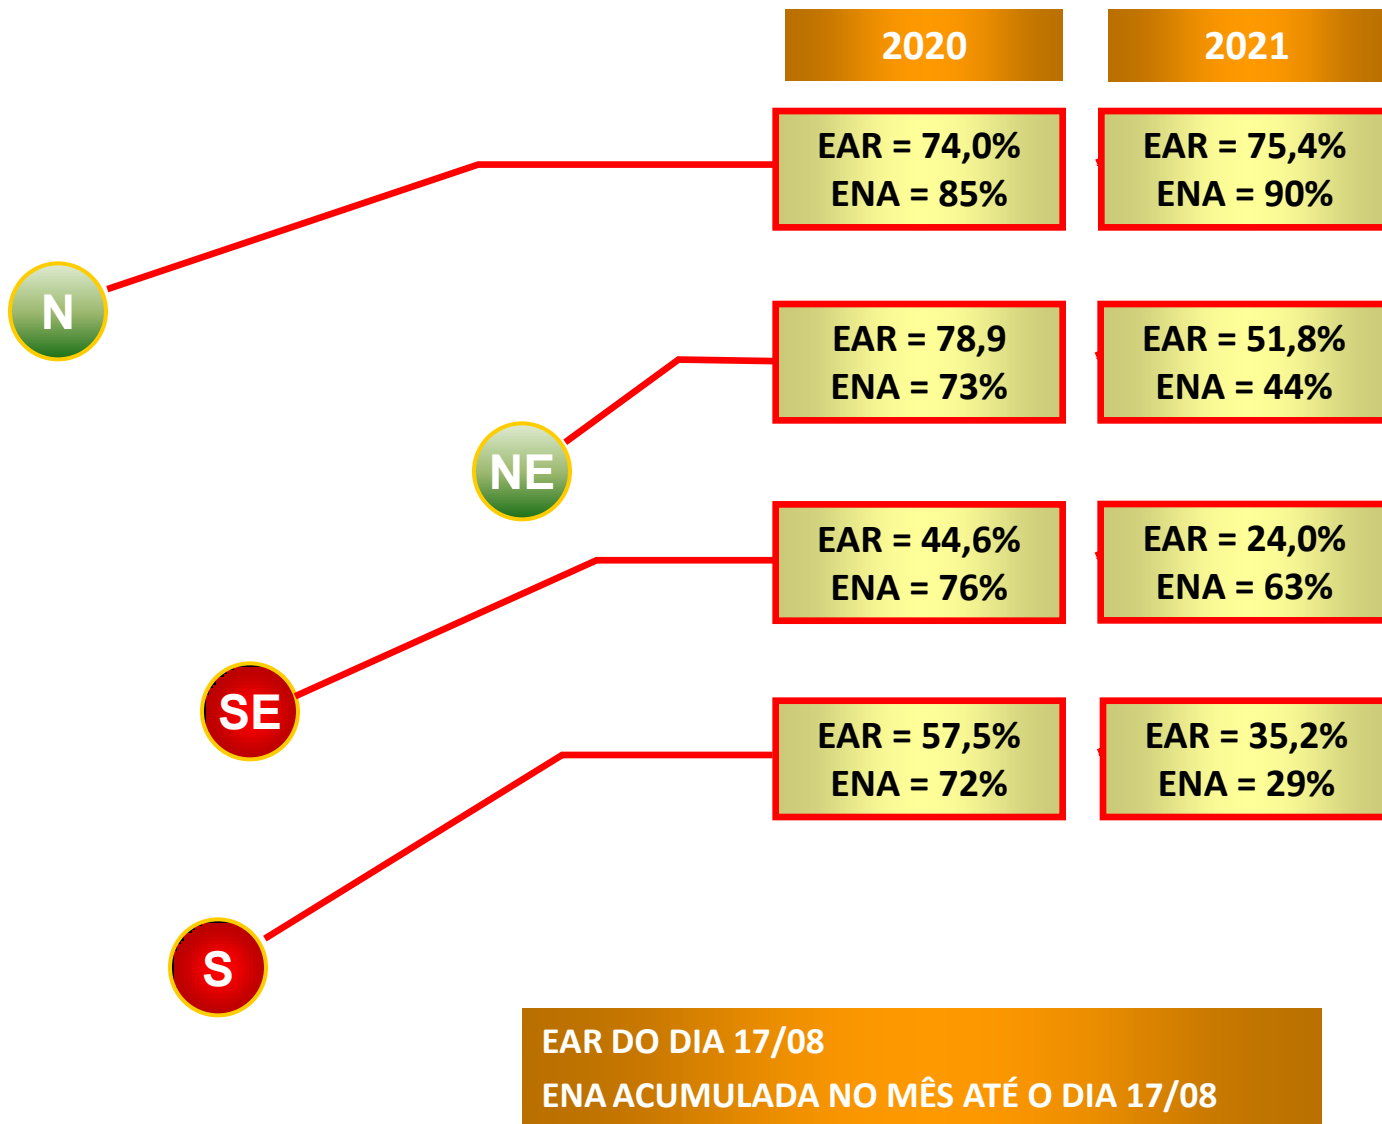 2020
2021
EAR = 74,0%
ENA = 85%
EAR = 75,4%
ENA = 90%
N
EAR = 78,9
ENA = 73%
EAR = 51,8%
ENA = 44%
NE
EAR = 44,6%
ENA = 76%
EAR = 24,0%
ENA = 63%
SE
EAR = 57,5%
ENA = 72%
EAR = 35,2%
ENA = 29%
S
EAR DO DIA 17/08
ENA ACUMULADA NO MÊS ATÉ O DIA 17/08